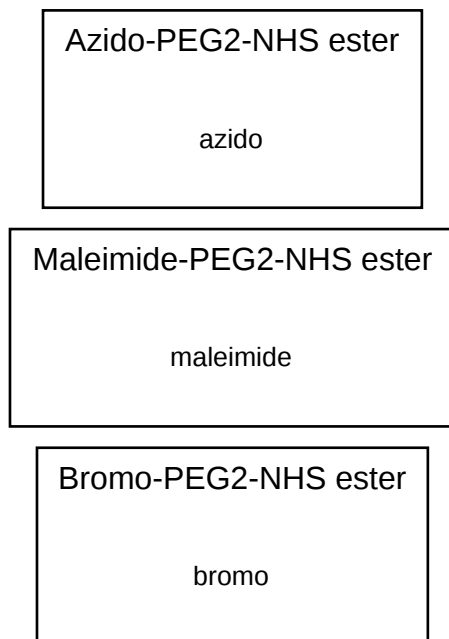 Azido-PEG2-NHS ester
azido
Maleimide-PEG2-NHS ester
maleimide
Bromo-PEG2-NHS ester
bromo